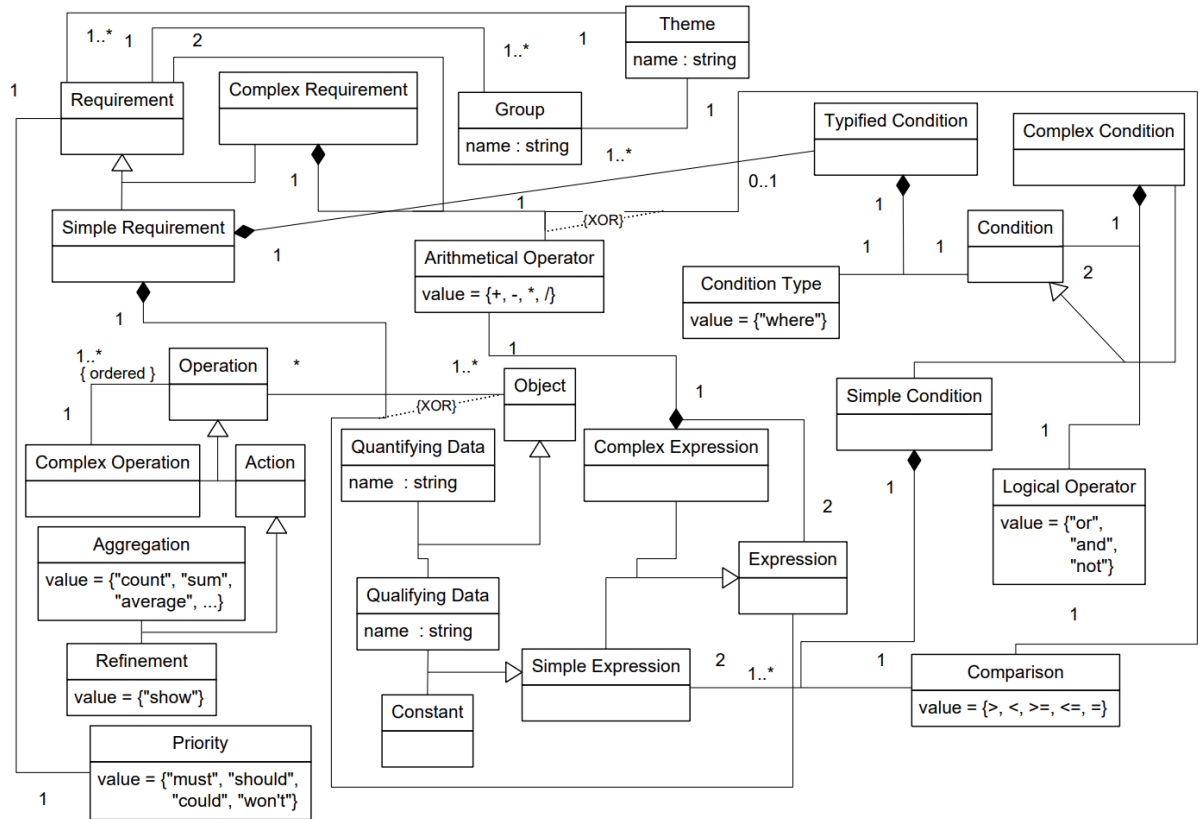 Theme
name : string
1..*
1
2
1..*
1
1
Requirement
Complex Requirement
Group
name : string
1
Typified Condition
Complex Condition
1..*
0..1
1
1
{XOR}
1
1
Simple Requirement
1
Arithmetical Operator
value = {+, -, *, /}
1
1
Condition
2
Condition Type
value = {"where"}
1
1..*
{ ordered }
Operation
*
1..*
1
Object
{XOR}
1
1
Simple Condition
1
Complex Operation
Action
Quantifying Data
name : string
Complex Expression
1
1
Logical Operator
value = {"or",
"and",
"not"}
2
Aggregation
value = {"count", "sum",
"average", ...}
Expression
Qualifying Data
name : string
1
Refinement
value = {"show"}
Simple Expression
2
1..*
1
Comparison
value = {>, <, >=, <=, =}
Constant
Priority
value = {"must", "should",
"could", "won't"}
1